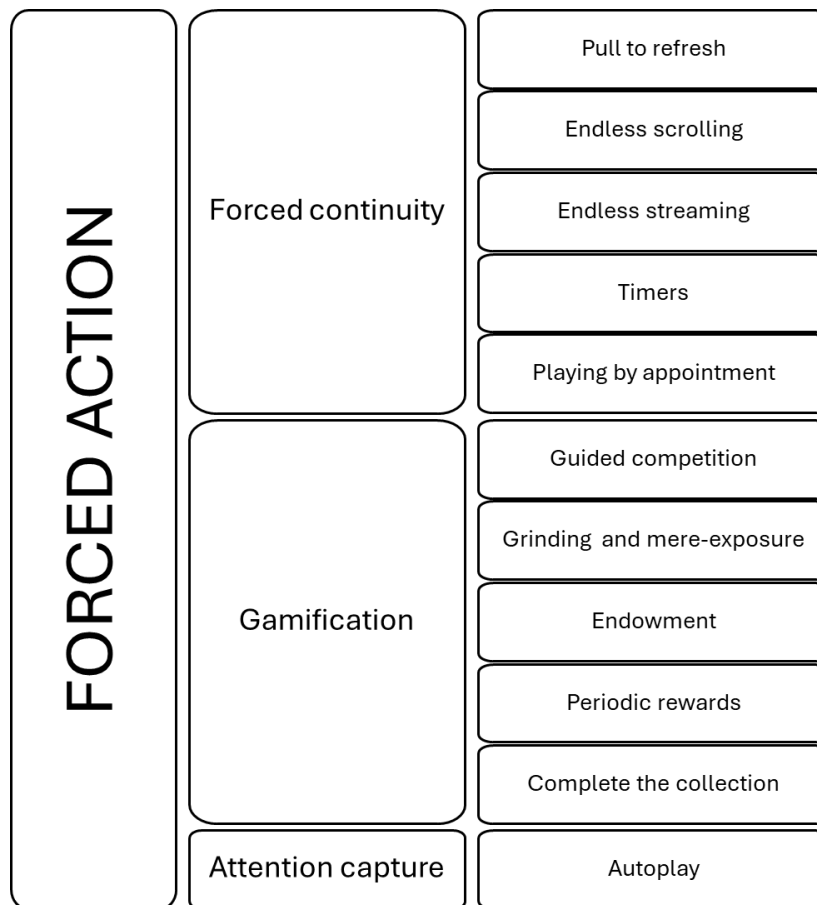 FORCED ACTION
Forced continuity
Pull to refresh
Endless scrolling
Endless streaming
Timers
Playing by appointment
Gamification
Guided competition
Grinding and mere-exposure
Endowment
Periodic rewards
Complete the collection
Attention capture
Autoplay